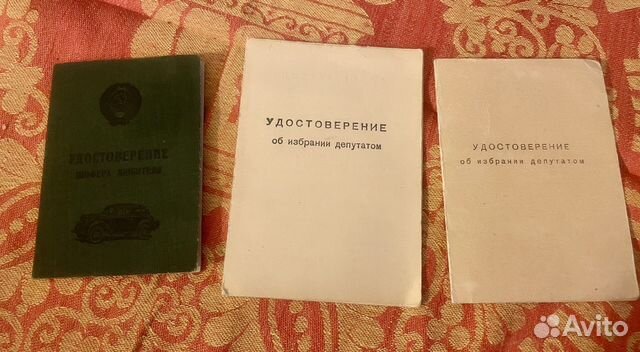 УДОСТОВЕРЕНИЕ
ШОФЕРА ЛЮБИТЕЛЯ
УДОСТОВЕРЕНИЕ
об избрании депутатом
УДОСТОВЕРЕНИЕ
об избрании депутатом
Avito